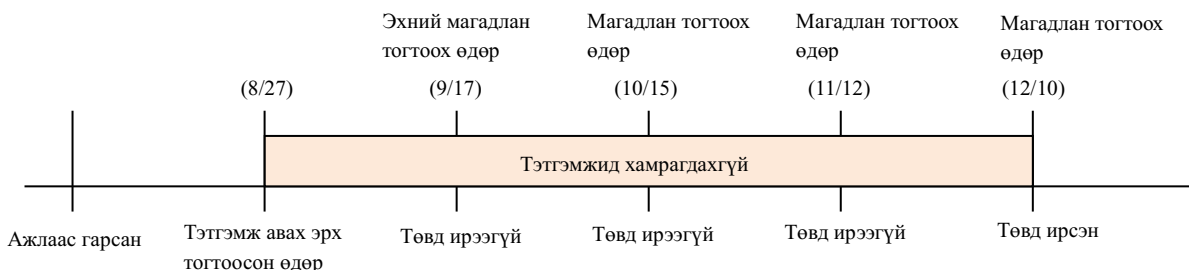 Эхний магадлан
тогтоох өдөр
Магадлан тогтоох
өдөр
Магадлан тогтоох
өдөр
Магадлан тогтоох
өдөр
(8/27)
(9/17)
(10/15)
(11/12)
(12/10)
Тэтгэмжид хамрагдахгүй
Ажлаас гарсан
Тэтгэмж авах эрх
тогтоосон өдөр
Төвд ирээгүй
Төвд ирээгүй
Төвд ирээгүй
Төвд ирсэн